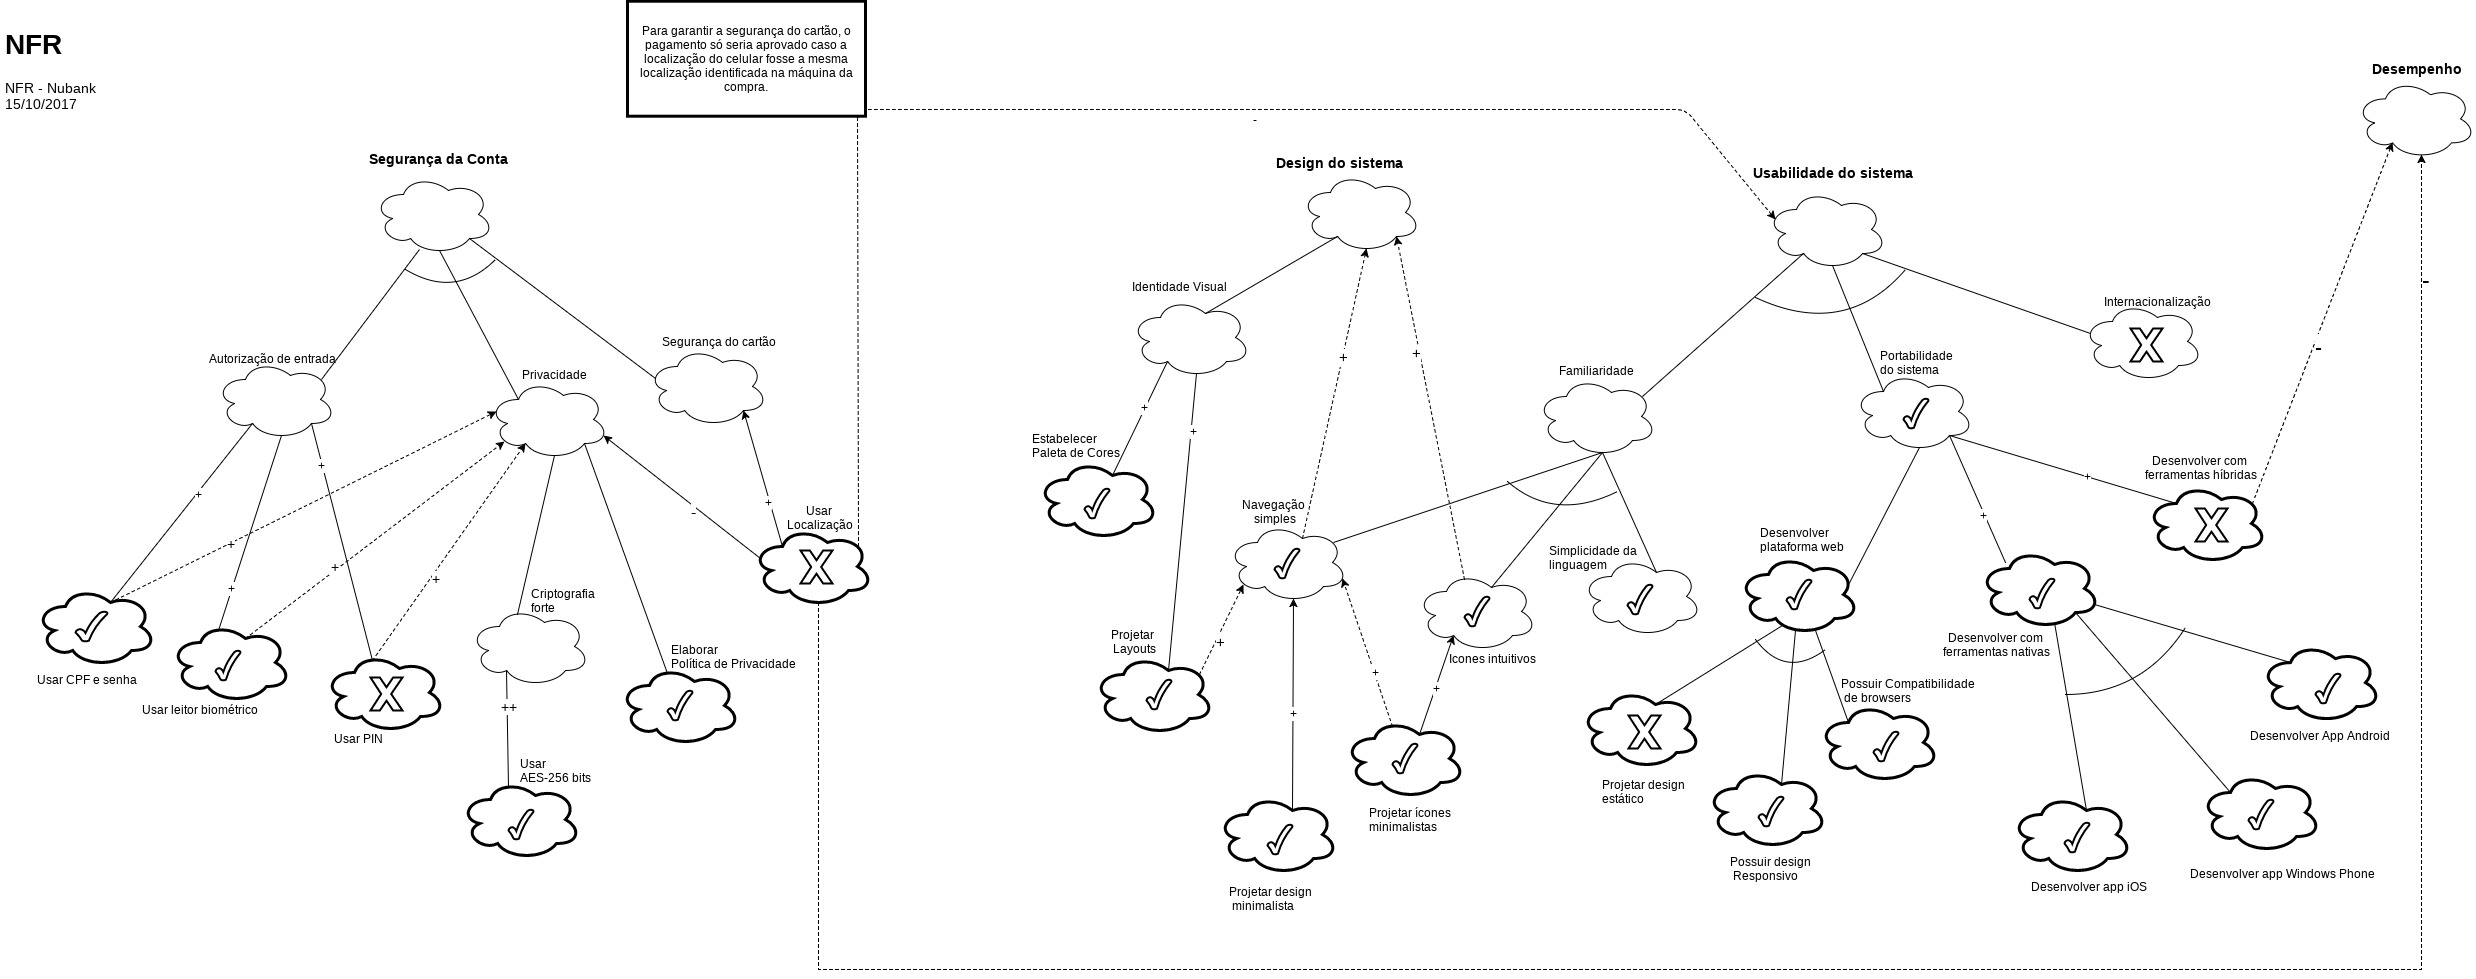 NFR
NFR - Nubank
15/10/2017
Para garantir a segurança do cartão, o
pagamento só seria aprovado caso a
localização do celular fosse a mesma
localização identificada na máquina da
compra.
Desempenho
-
Segurança da Conta
Design do sistema
Usabilidade do sistema
-
Identidade Visual
Internacionalização
X
Segurança do cartão
Autorização de entrada
Privacidade
+
+
-
Familiaridade
Portabilidade
do sistema
+
+
Estabelecer
Paleta de Cores
+
+
+
-
Usar
Localização
X
Navegação
simples
+
Desenvolver com
ferramentas híbridas
X
+
Desenvolver
plataforma web
Simplicidade da
linguagem
+
+
+
+
Criptografia
forte
Projetar
Layouts
+
Icones intuitivos
Desenvolver com
ferramentas nativas
Elaborar
Política de Privacidade
Usar CPF e senha
Usar leitor biométrico
X
Usar PIN
++
+
+
+
Possuir Compatibilidade
de browsers
X
Desenvolver App Android
Usar
AES-256 bits
Projetar design
estático
Projetar ícones
minimalistas
Possuir design
Responsivo
Desenvolver app Windows Phone
Desenvolver app iOS
Projetar design
minimalista